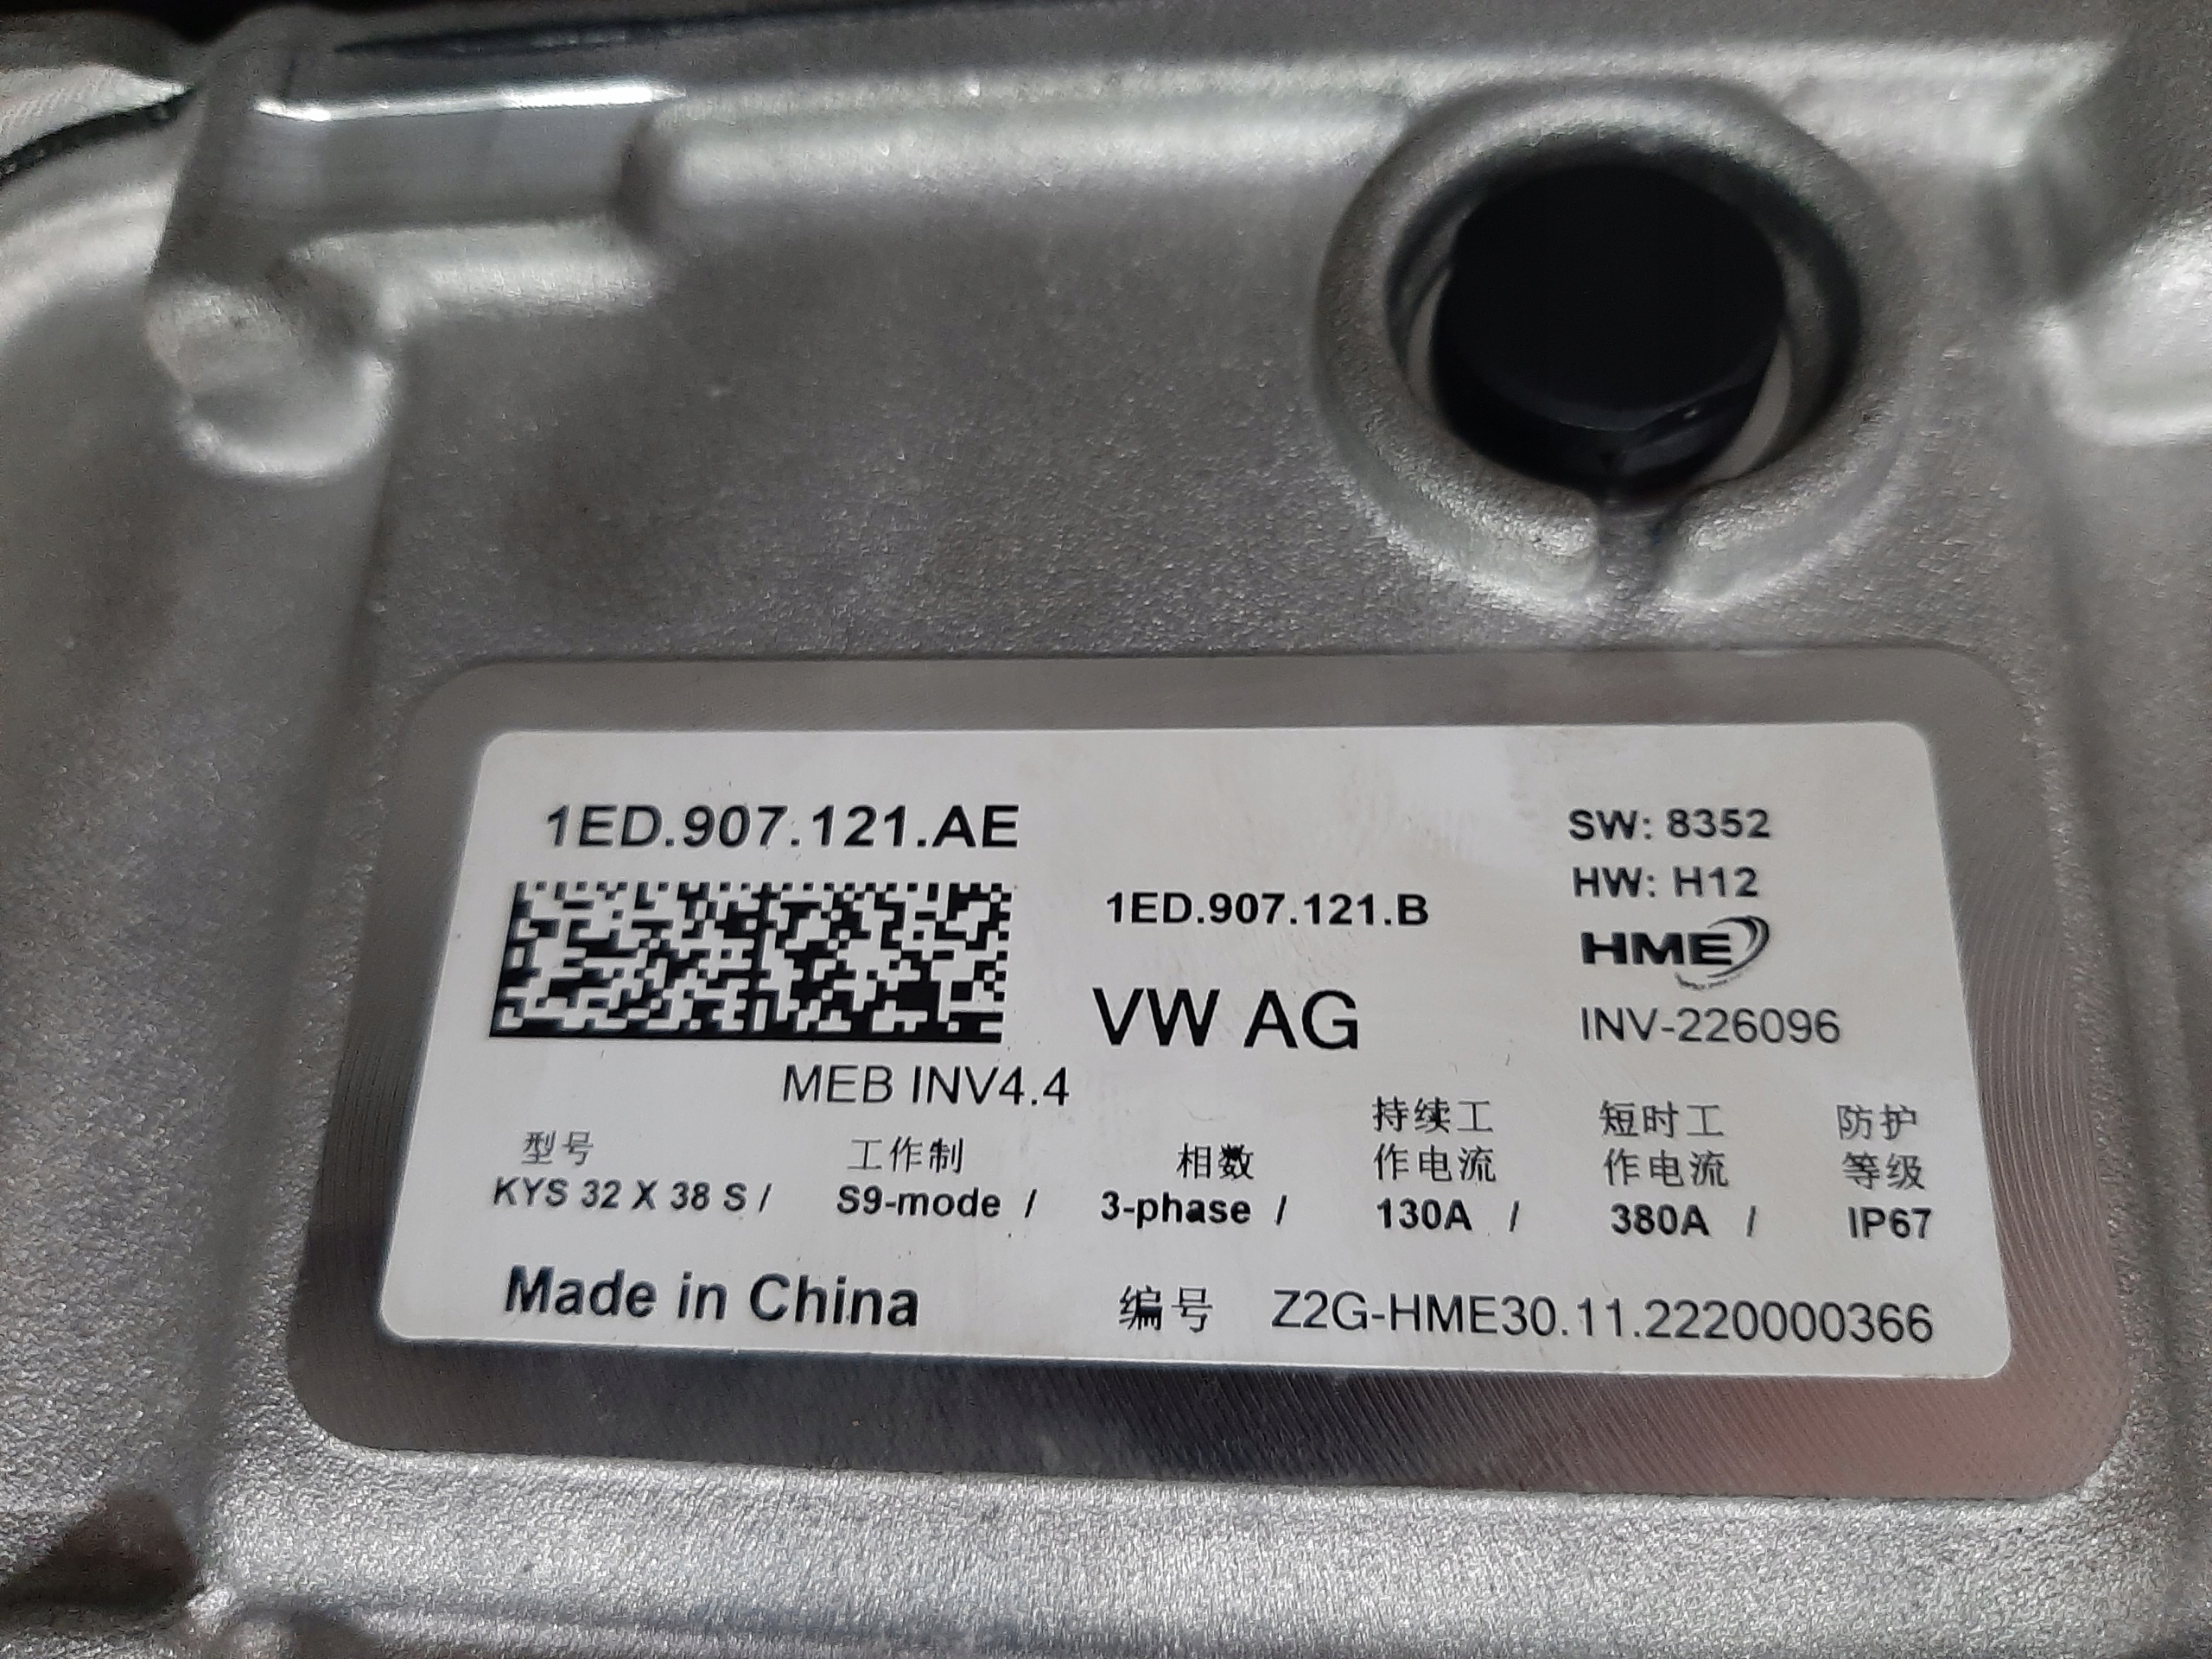 1ED.907.121.AE
SW: 8352
HW: H12
1ED.907.121.B
HME
VW AG
INV-226096
MEB INV4.4
型号
工作制
相数
持续工
作电流
短时工
作电流
防护
等级
KYS 32 X 38 S / S9-mode / 3-phase / 130A / 380A / IP67
Made in China
编号 Z2G-HME30.11.2220000366